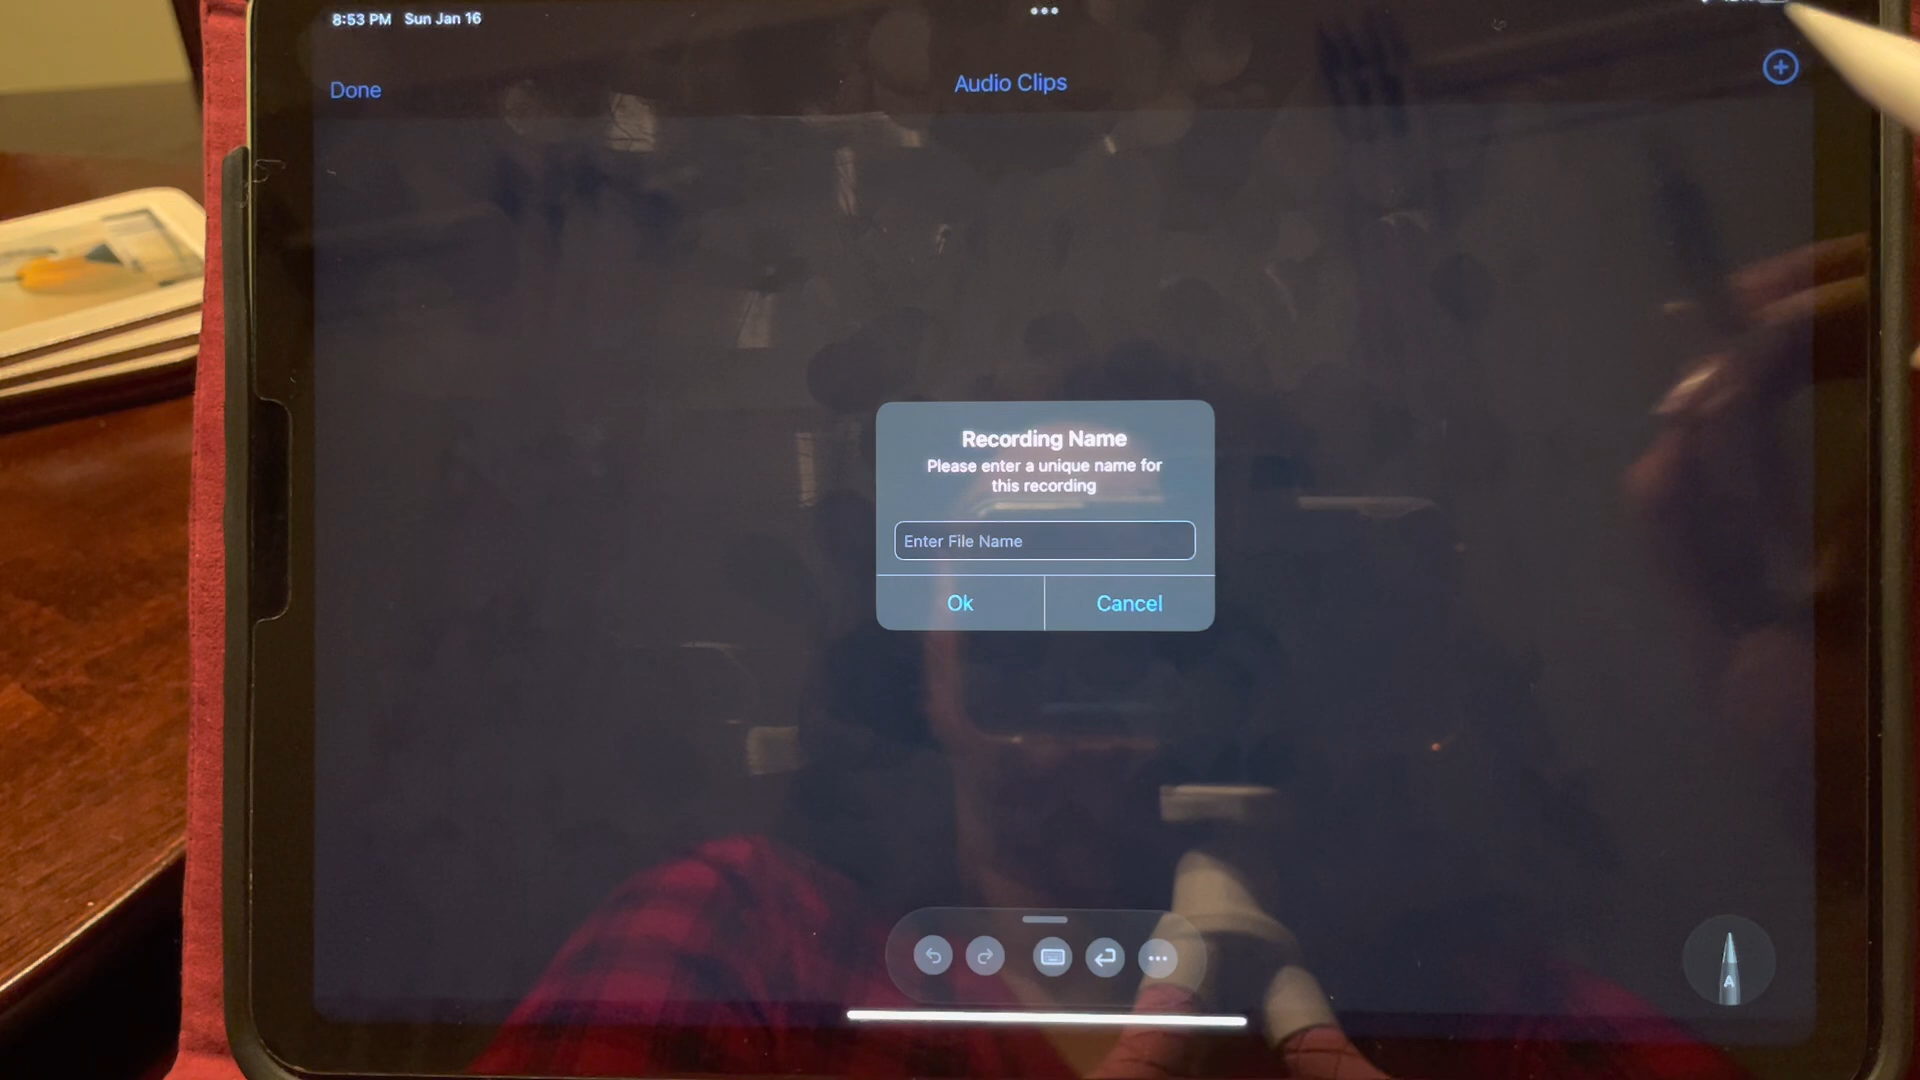 8:53 PM Sun Jan 16
Done
Audio Clips
Recording Name
Please enter a unique name for
this recording
Enter File Name
Ok
Cancel
A